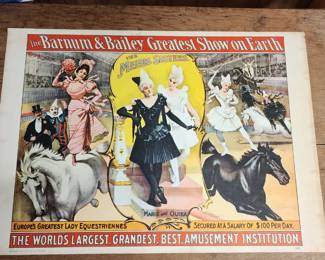 The Barnum & Bailey Greatest Show on Earth
THE
MEERS SISTERS
MARIE AND OUIKA
EUROPE'S GREATEST LADY EQUESTRIENNES
SECURED AT A SALARY OF $100 PER DAY.
THE WORLD'S LARGEST, GRANDEST, BEST, AMUSEMENT INSTITUTION.